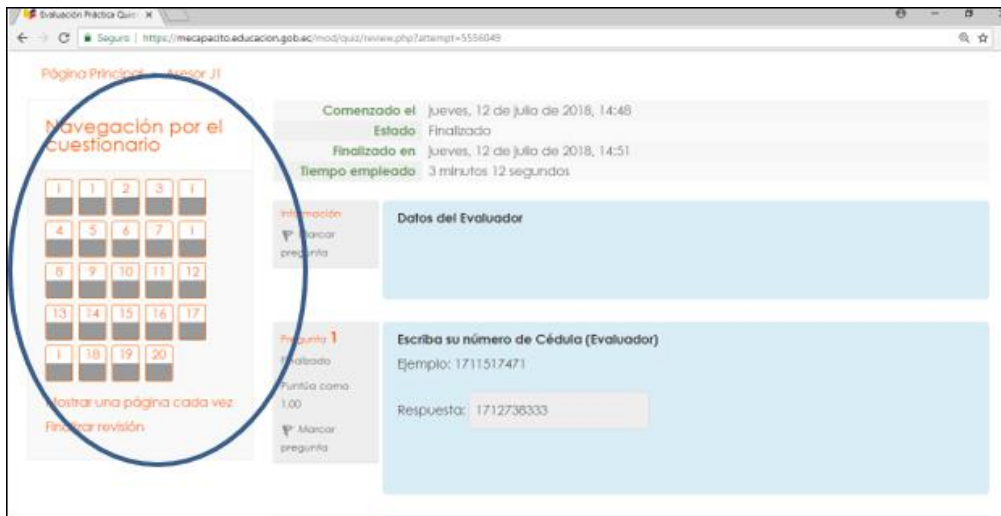 Evaluación Práctica Quim
Seguro | https://mecapacito.educacion.gob.ec/mod/quiz/review.php?attempt=5556049
Página Principal Asesor J1
Navegación por el
cuestionario
i 1 2 3 i
4 5 6 7 i
8 9 10 11 12
13 14 15 16 17
i 18 19 20
Mostrar una página cada vez
Finalizar revisión
Comenzado el jueves, 12 de julio de 2018, 14:48
Estado Finalizado
Finalizado en jueves, 12 de julio de 2018, 14:51
Tiempo empleado 3 minutos 12 segundos
Información
Marcar
pregunta
Datos del Evaluador
Pregunta 1
Finalizado
Puntúa como
1,00
Marcar
pregunta
Escriba su número de Cédula (Evaluador)
Ejemplo: 1711517471
Respuesta: 1712738333